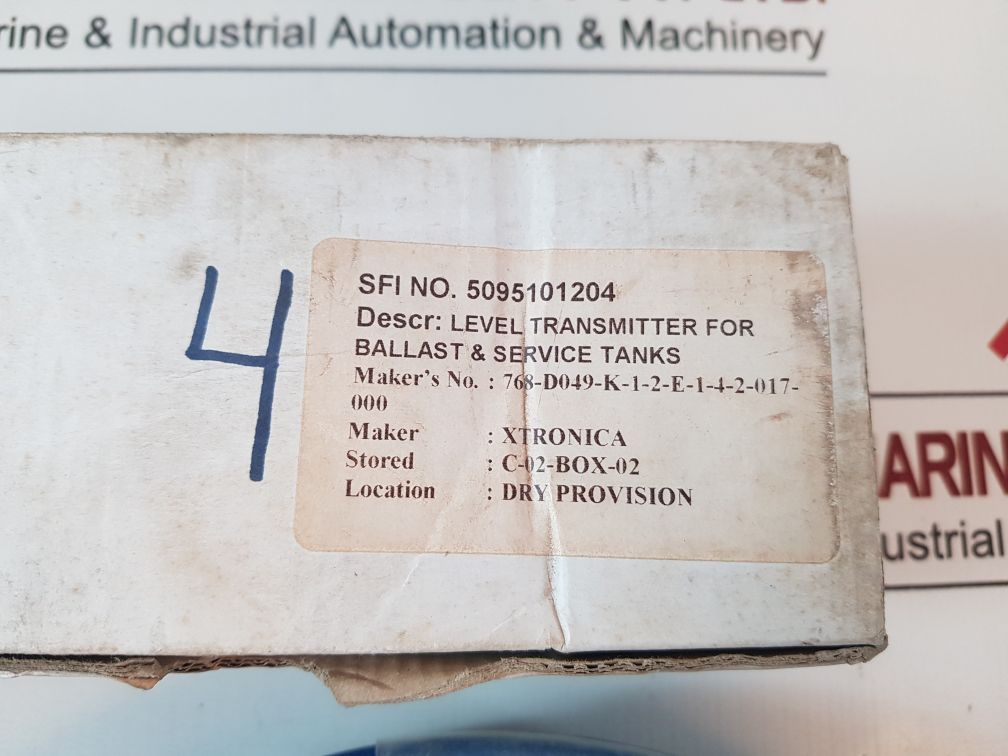 rine & Industrial Automation & Machinery
4
SFI NO. 5095101204
Descr: LEVEL TRANSMITTER FOR
BALLAST & SERVICE TANKS
Maker's No. : 768-D049-K-1-2-E-1-4-2-017-
000
Maker : XTRONICA
Stored : C-02-BOX-02
Location : DRY PROVISION
ARIN
ustrial